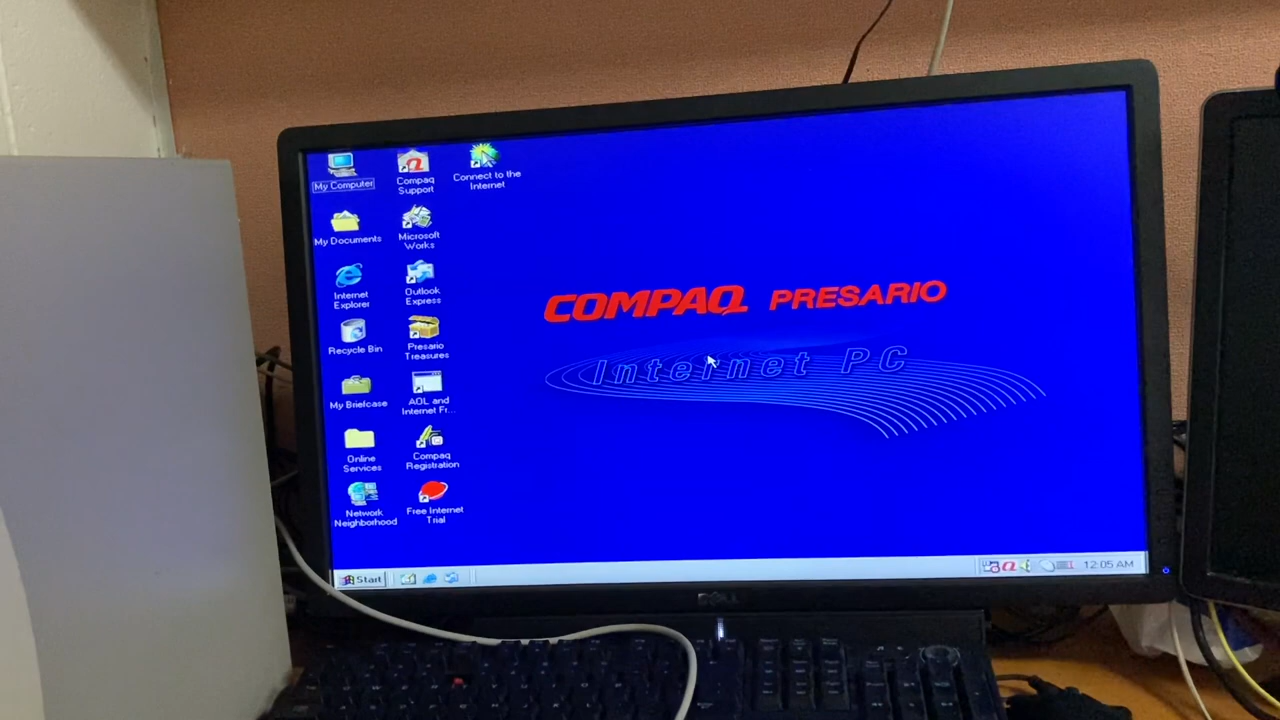 My Computer
Compaq
Support
Connect to the
Internet
My Documents
Microsoft
Works
Internet
Explorer
Outlook
Express
Recycle Bin
Presario
Treasures
My Briefcase
AOL and
Internet Fr...
Online
Services
Compaq
Registration
Network
Neighborhood
Free Internet
Trial
COMPAQ PRESARIO
Internet PC
Start
12:05 AM
DELL